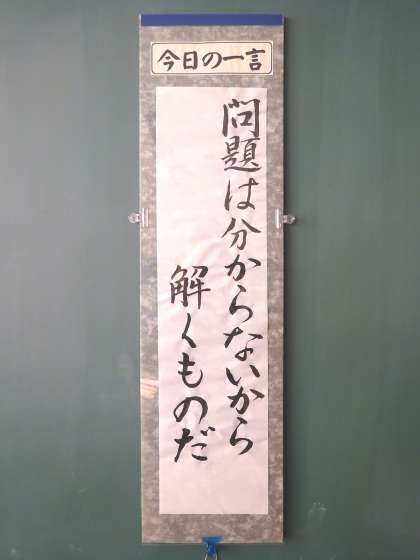 今日の一言
問題は分からないから
解くものだ